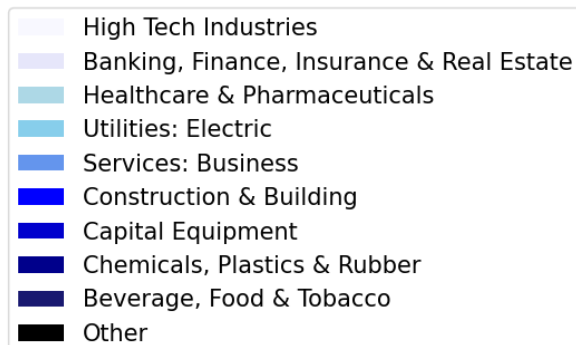 High Tech Industries
Banking, Finance, Insurance & Real Estate
Healthcare & Pharmaceuticals
Utilities: Electric
Services: Business
Construction & Building
Capital Equipment
Chemicals, Plastics & Rubber
Beverage, Food & Tobacco
Other